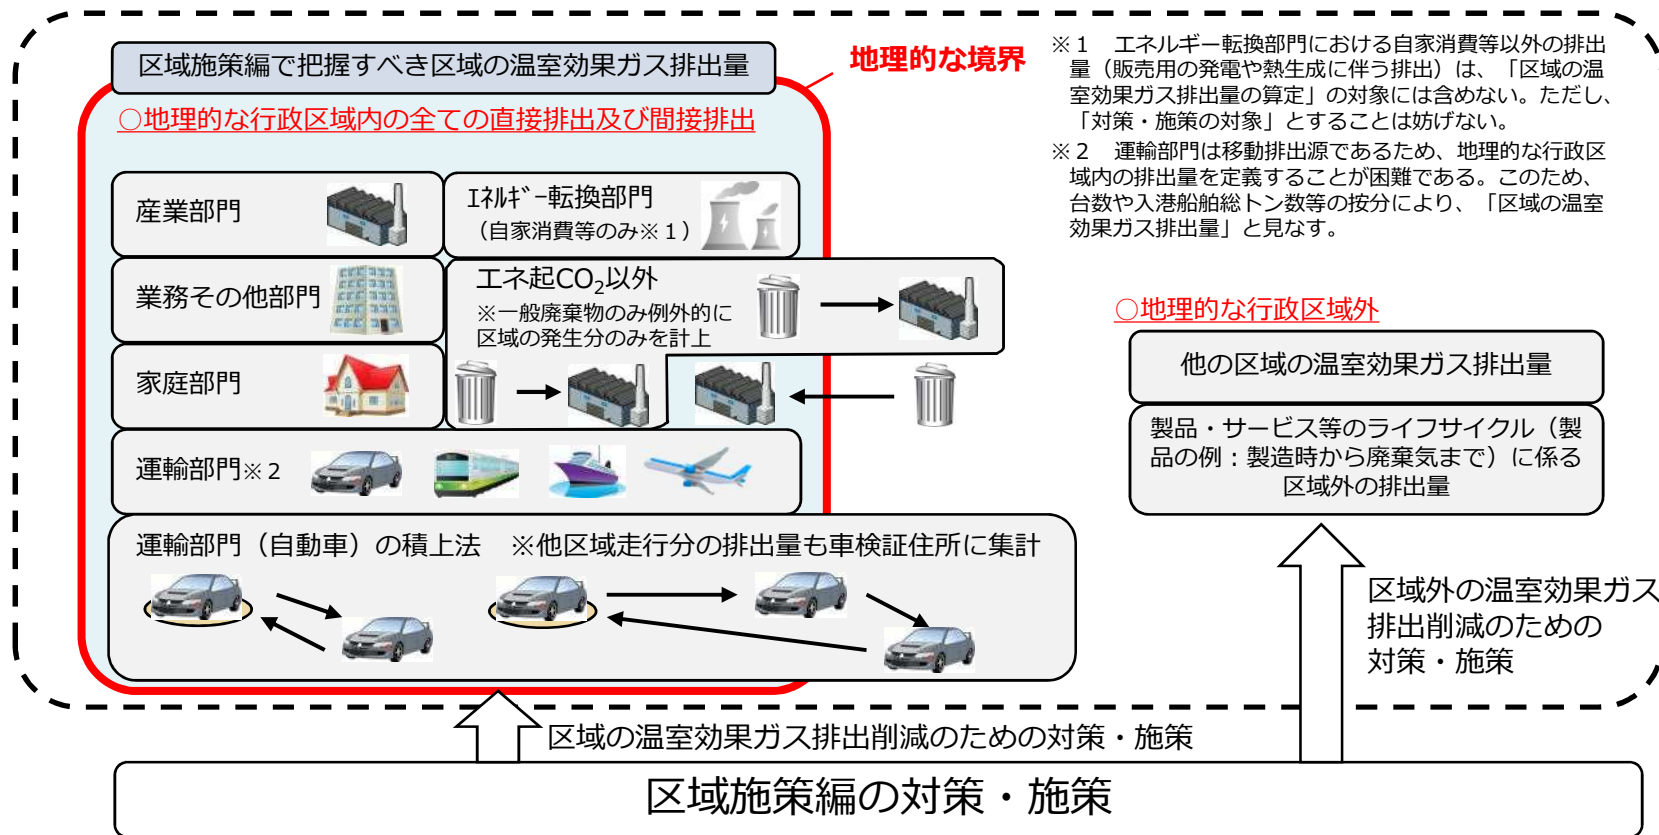 区域施策編で把握すべき区域の温室効果ガス排出量
地理的な境界
○地理的な行政区域内の全ての直接排出及び間接排出
産業部門
ｴﾈﾙｷﾞｰ転換部門
（自家消費等のみ※１）
業務その他部門
エネ起CO₂以外
※一般廃棄物のみ例外的に
区域の発生分のみを計上
家庭部門
運輸部門※２
運輸部門（自動車）の積上法　※他区域走行分の排出量も車検証住所に集計
※１　エネルギー転換部門における自家消費等以外の排出
量（販売用の発電や熱生成に伴う排出）は、「区域の温
室効果ガス排出量の算定」の対象には含めない。ただし、
「対策・施策の対象」とすることは妨げない。
※２　運輸部門は移動排出源であるため、地理的な行政区
域内の排出量を定義することが困難である。このため、
台数や入港船舶総トン数等の按分により、「区域の温室
効果ガス排出量」と見なす。
○地理的な行政区域外
他の区域の温室効果ガス排出量
製品・サービス等のライフサイクル（製
品の例：製造時から廃棄気まで）に係る
区域外の排出量
区域外の温室効果ガス
排出削減のための
対策・施策
区域の温室効果ガス排出削減のための対策・施策
区域施策編の対策・施策